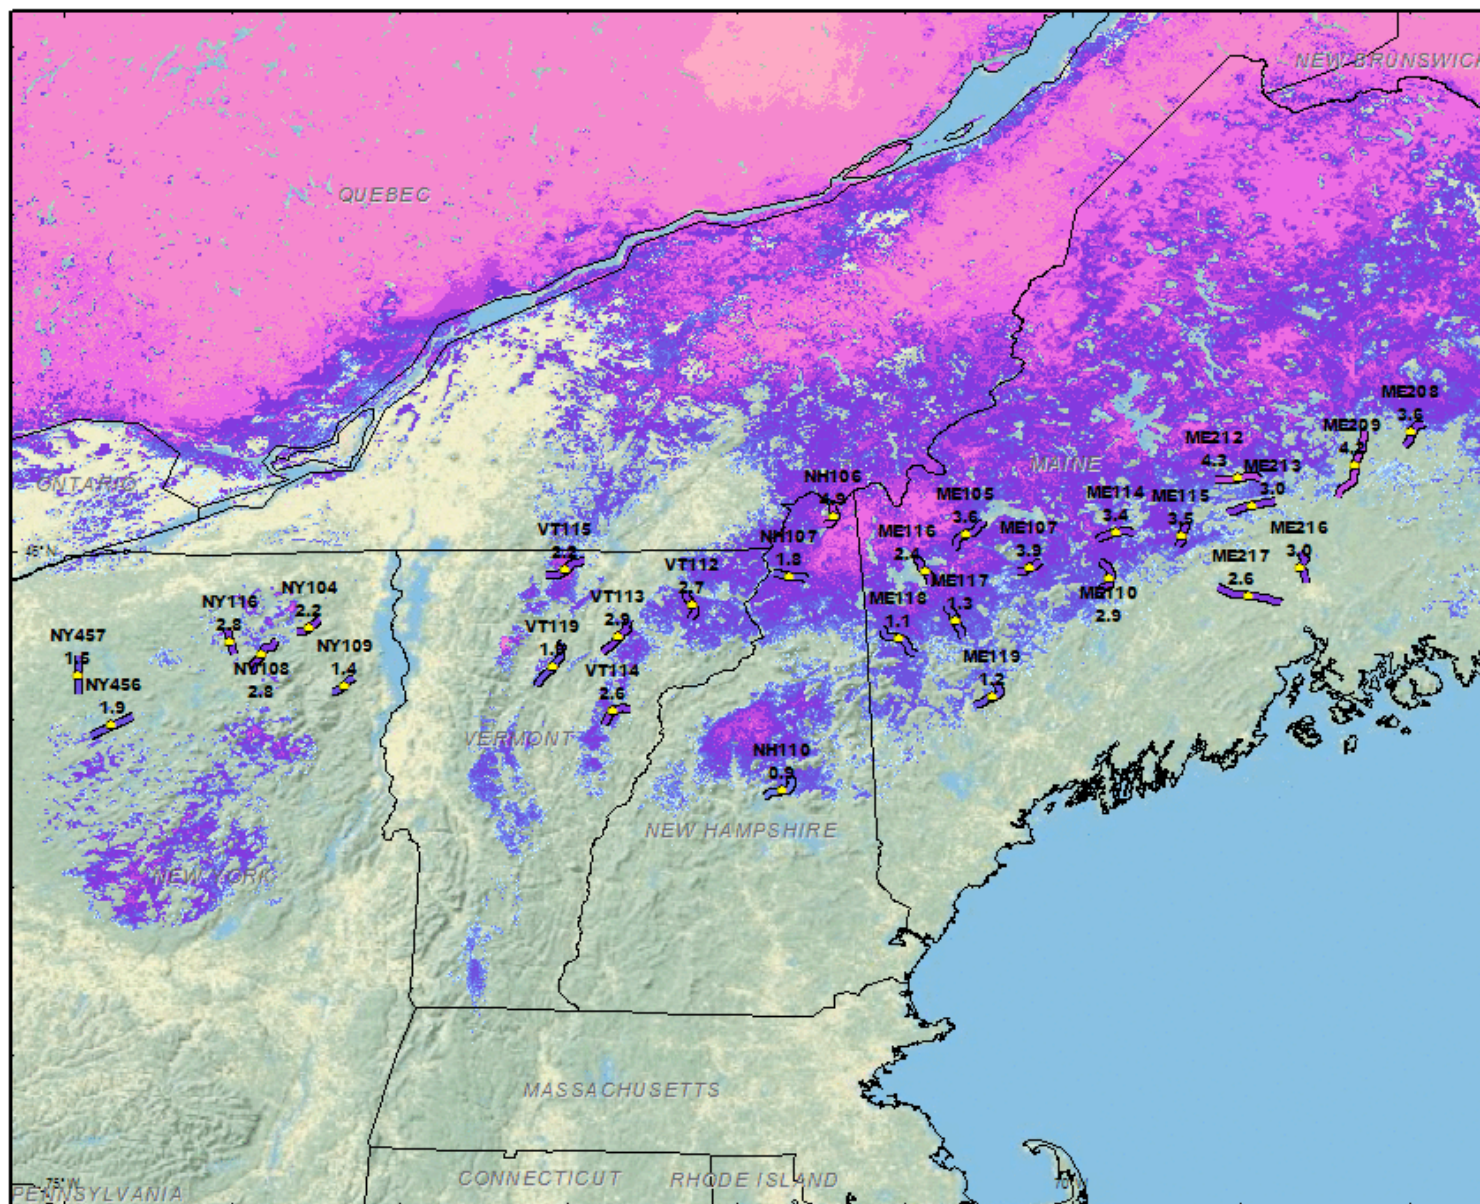 NEW BRUNSWICK
QUEBEC
ME208
3.6
ME209
ME212
4.3
MAINE
ME213
3.0
NH106
4.9
ONTARIO
ME105
3.6
ME114
3.4
ME115
3.5
VT115
2.2
NH107
1.8
ME116
2.4
ME107
3.9
ME216
3.0
45°N
VT112
2.7
ME217
2.6
ME117
1.3
NY104
2.2
NY116
2.8
VT113
2.9
ME118
1.1
ME110
2.9
NY457
1.5
NY109
1.4
VT119
NY108
2.8
VT114
2.6
ME119
1.2
NY456
1.9
VERMONT
NH110
0.9
NEW HAMPSHIRE
NEW YORK
MASSACHUSETTS
CONNECTICUT
RHODE ISLAND
PENNSYLVANIA